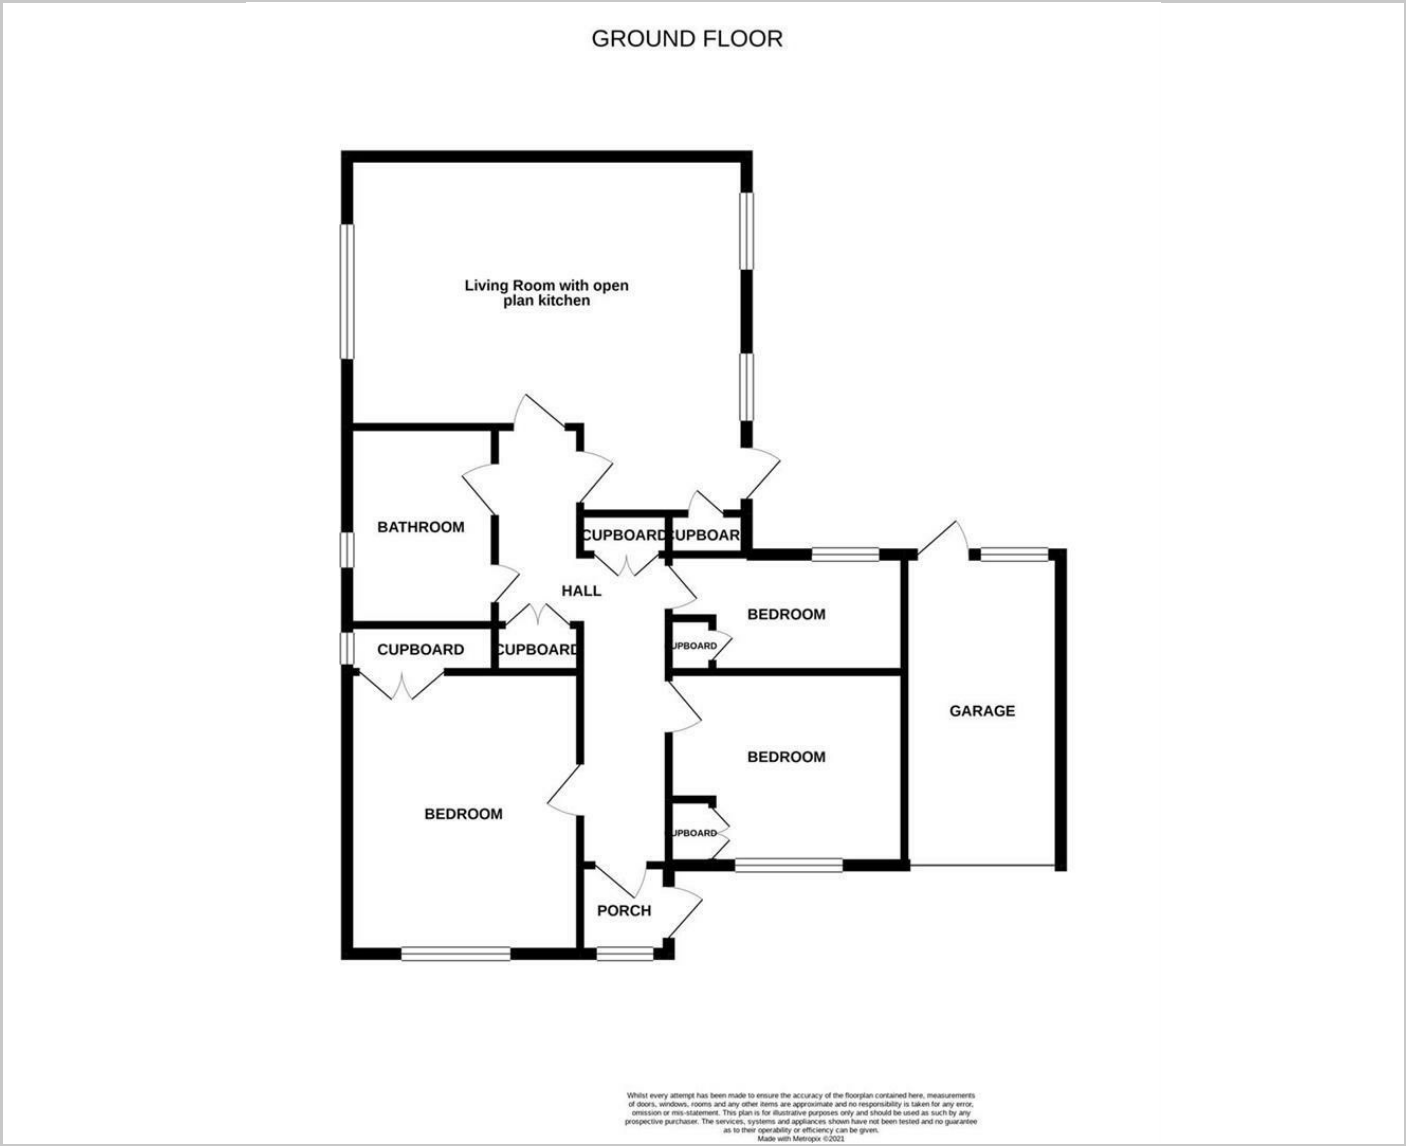 GROUND FLOOR
Living Room with open
plan kitchen
BATHROOM
CUPBOARD
CUPBOAR
HALL
BEDROOM
CUPBOARD
CUPBOARD
UPBOARD
GARAGE
BEDROOM
BEDROOM
UPBOARD
PORCH
Whilst every attempt has been made to ensure the accuracy of the floorplan contained here, measurements
of doors, windows, rooms and any other items are approximate and no responsibility is taken for any error,
omission or mis-statement. This plan is for illustrative purposes only and should be used as such by any
prospective purchaser. The services, systems and appliances shown have not been tested and no guarantee
as to their operability or efficiency can be given.
Made with Metropix ©2021